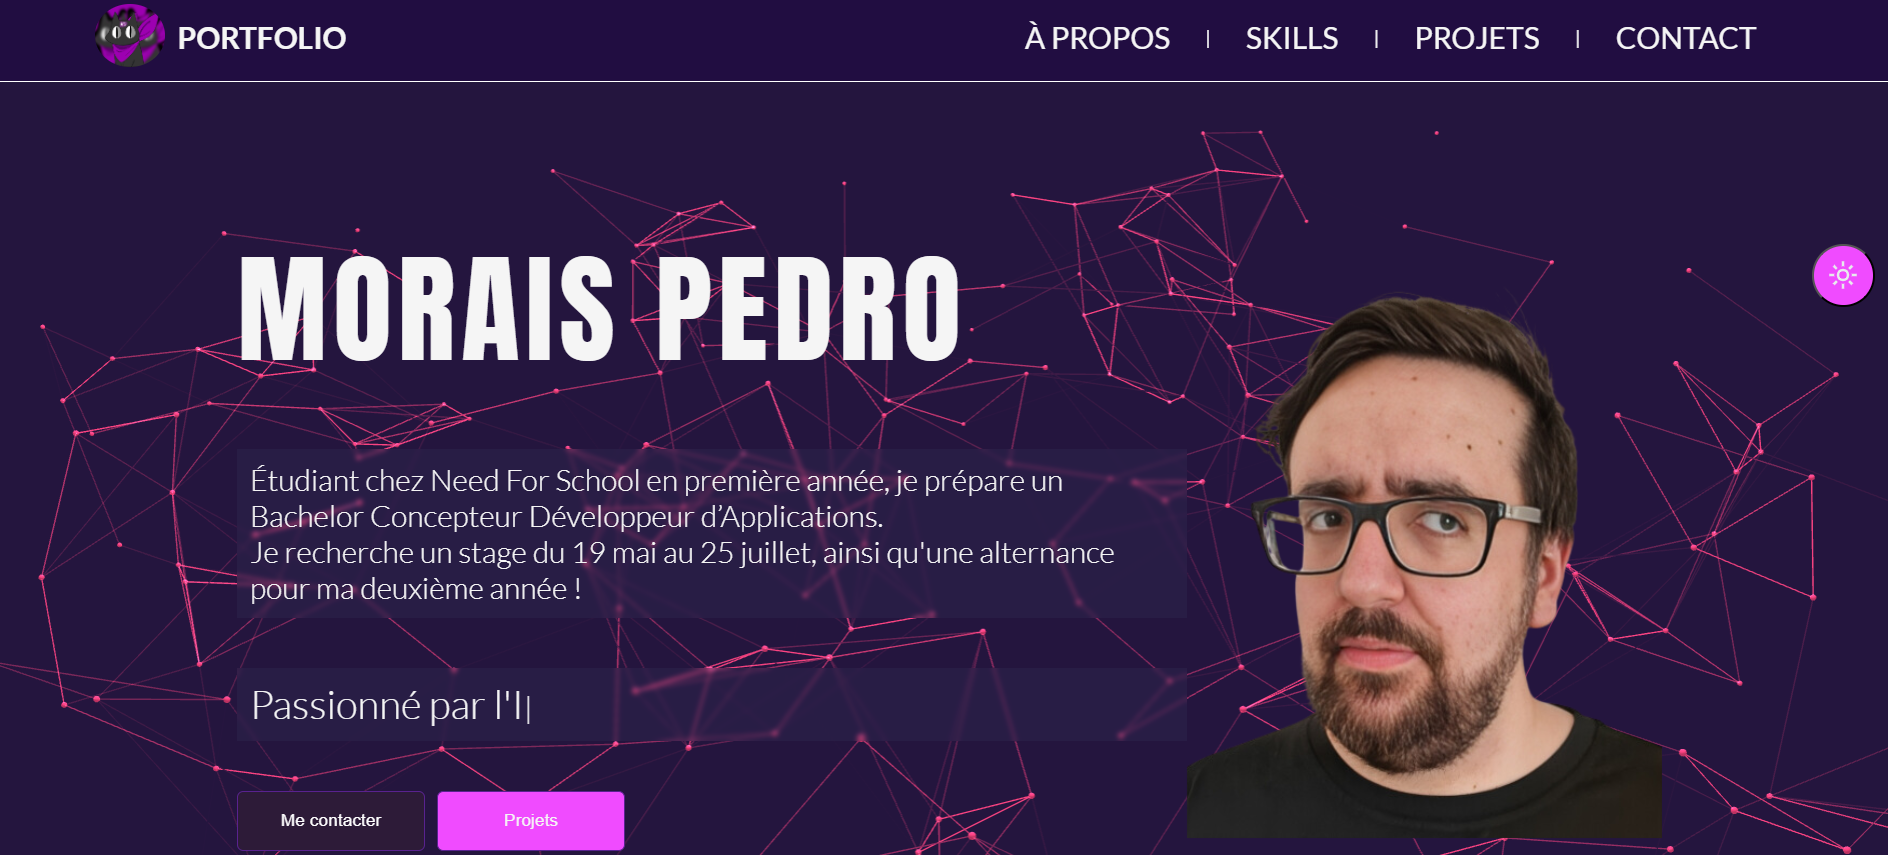 PORTFOLIO
À PROPOS | SKILLS | PROJETS | CONTACT
MORAIS PEDRO
Étudiant chez Need For School en première année, je prépare un
Bachelor Concepteur Développeur d’Applications.
Je recherche un stage du 19 mai au 25 juillet, ainsi qu'une alternance
pour ma deuxième année !
Passionné par l'I|
Me contacter
Projets